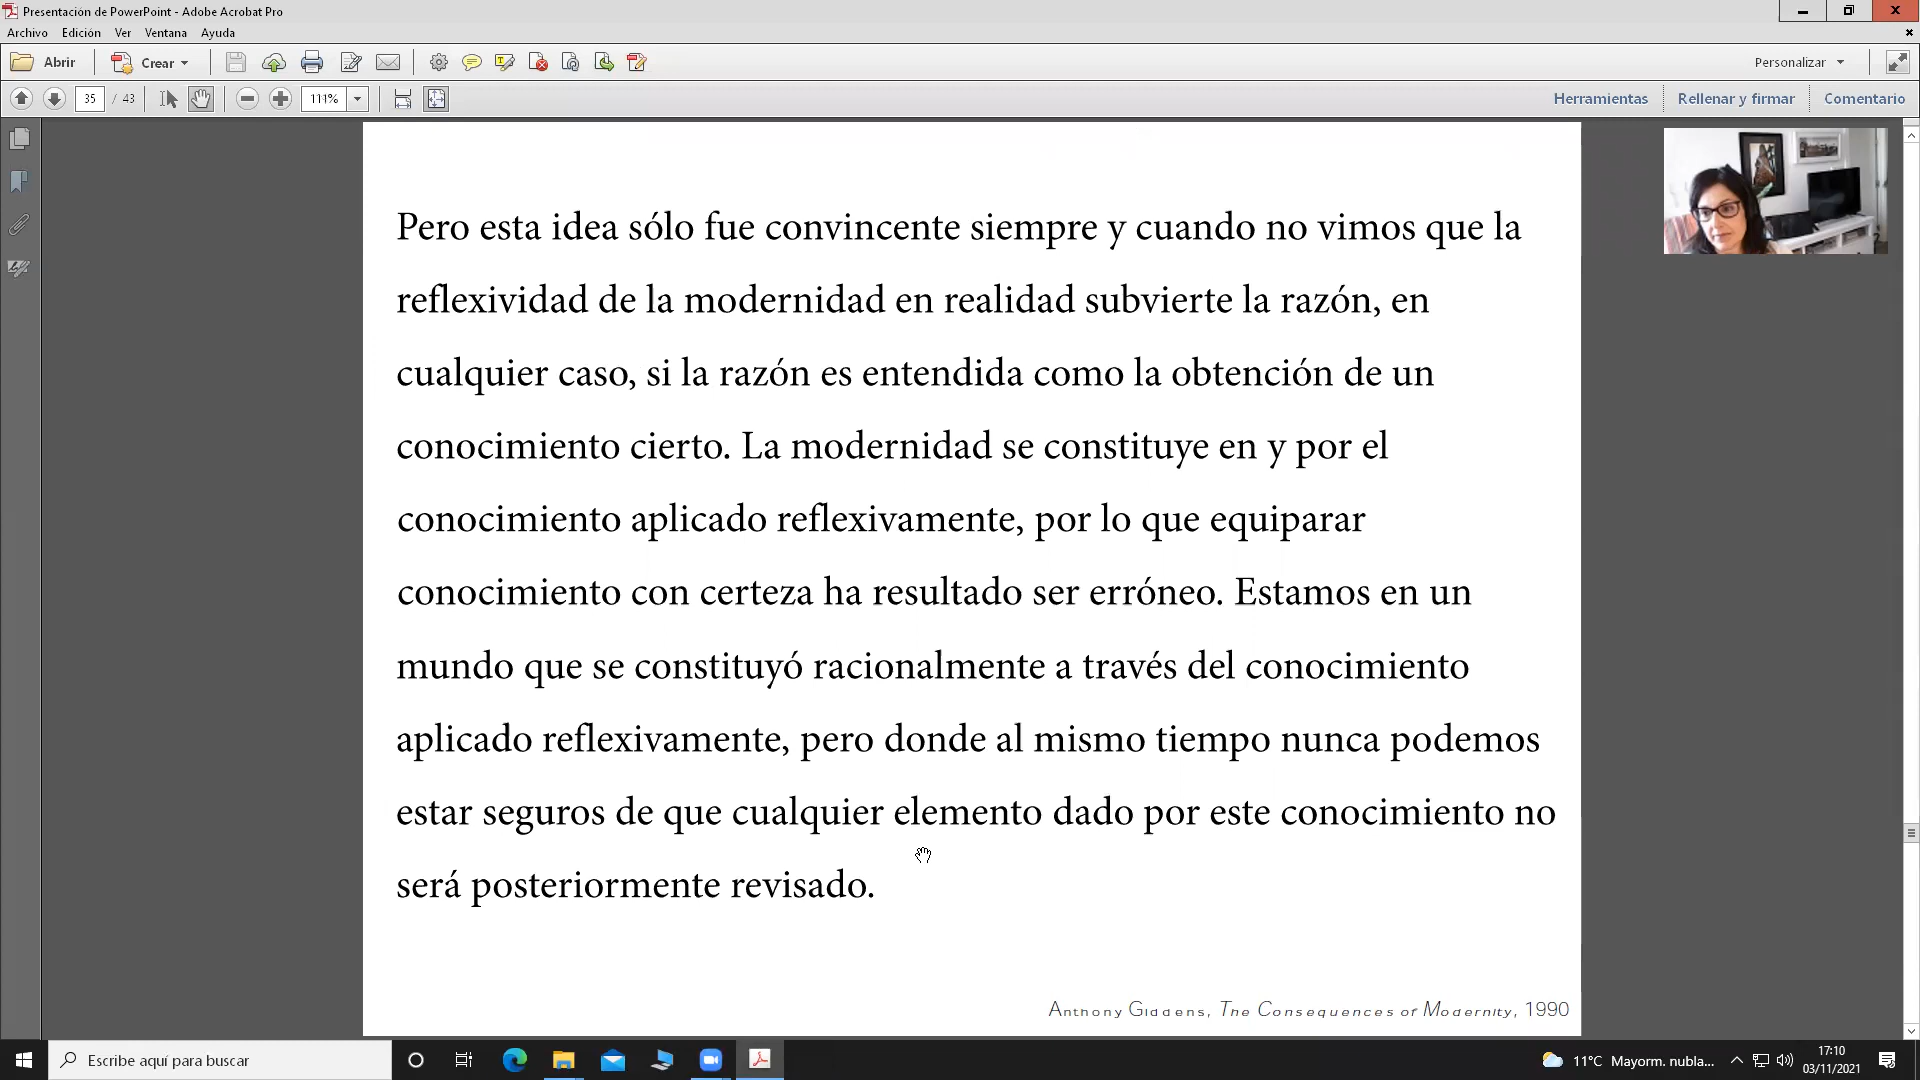 Presentación de PowerPoint - Adobe Acrobat Pro
Archivo Edición Ver Ventana Ayuda
Abrir Crear Personalizar
35 / 43 111% Herramientas Rellenar y firmar Comentario
Pero esta idea sólo fue convincente siempre y cuando no vimos que la
reflexividad de la modernidad en realidad subvierte la razón, en
cualquier caso, si la razón es entendida como la obtención de un
conocimiento cierto. La modernidad se constituye en y por el
conocimiento aplicado reflexivamente, por lo que equiparar
conocimiento con certeza ha resultado ser erróneo. Estamos en un
mundo que se constituyó racionalmente a través del conocimiento
aplicado reflexivamente, pero donde al mismo tiempo nunca podemos
estar seguros de que cualquier elemento dado por este conocimiento no
será posteriormente revisado.
Anthony Giddens, The Consequences of Modernity, 1990
Escribe aquí para buscar
11°C Mayorm. nubla...
17:10
03/11/2021